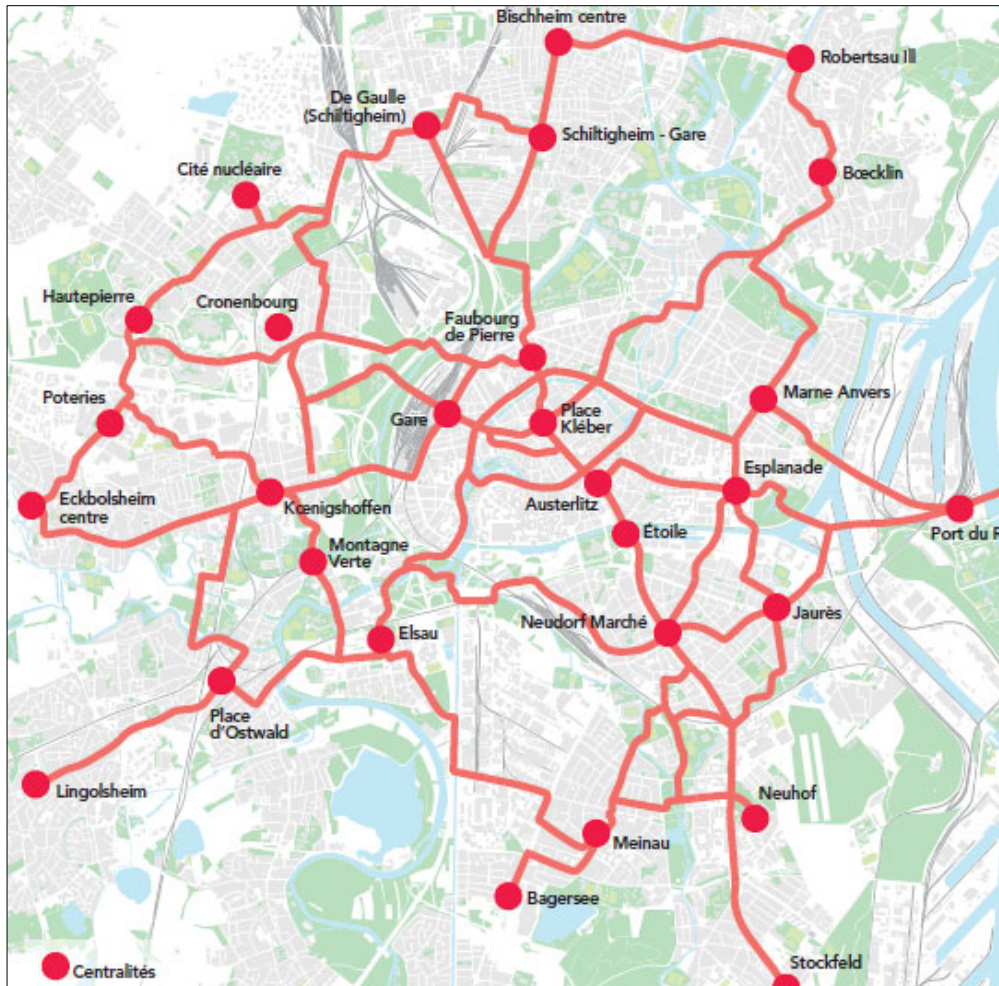 Bischheim centre
Robertsau Ill
De Gaulle
(Schiltigheim)
Schiltigheim - Gare
Cité nucléaire
Bœcklin
Hautepierre
Cronenbourg
Faubourg
de Pierre
Poteries
Gare
Place
Kléber
Marne Anvers
Esplanade
Eckbolsheim
centre
Kœnigshoffen
Austerlitz
Port du R
Étoile
Montagne
Verte
Elsau
Neudorf Marché
Jaurès
Place
d'Ostwald
Lingolsheim
Neuhof
Meinau
Bagersee
Stockfeld
Centralités